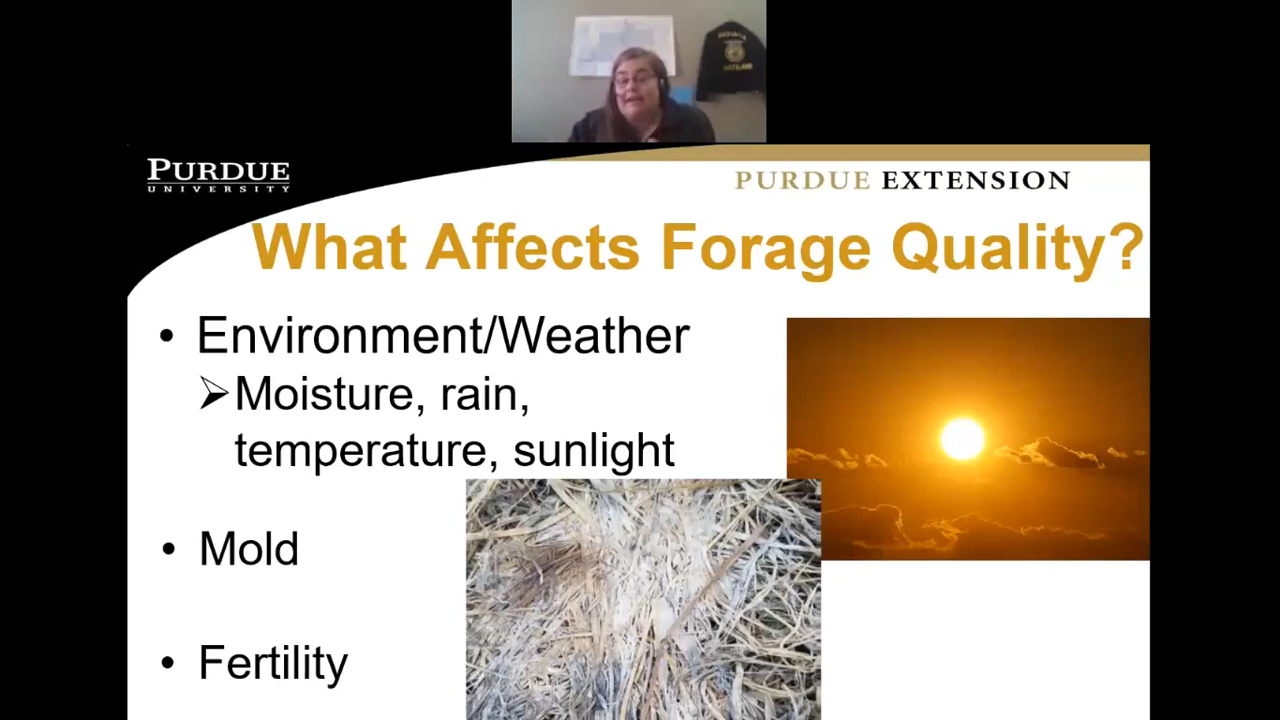 PURDUE
UNIVERSITY
PURDUE EXTENSION
What Affects Forage Quality?
• Environment/Weather
➢Moisture, rain,
temperature, sunlight
• Mold
• Fertility